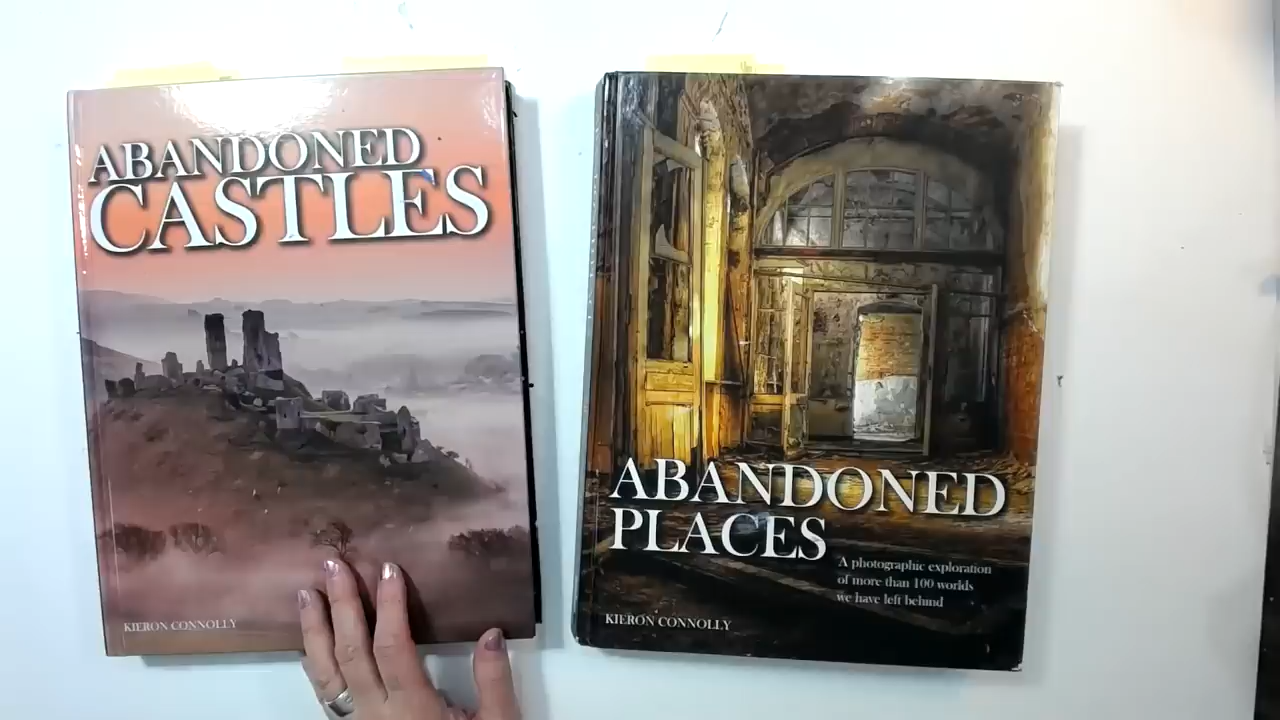 ABANDONED
CASTLES
KIERON CONNOLLY
ABANDONED
PLACES
A photographic exploration
of more than 100 worlds
we have left behind
KIERON CONNOLLY